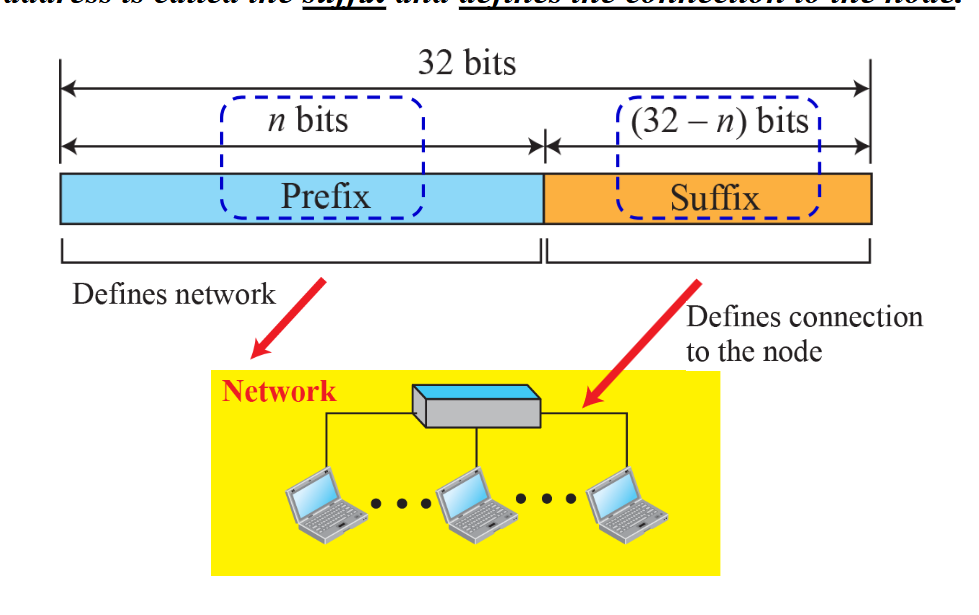 address is called the suffix and defines the connection to the node.
32 bits
n bits
(32 – n) bits
Prefix
Suffix
Defines network
Defines connection
to the node
Network